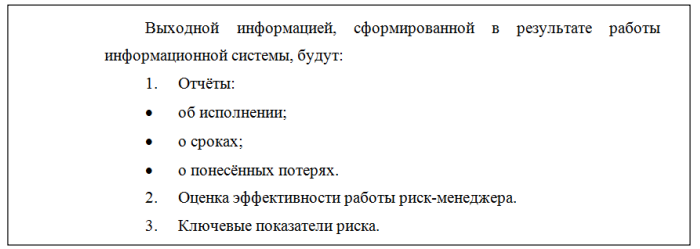 Выходной информацией, сформированной в результате работы
информационной системы, будут:
1. Отчёты:
• об исполнении;
• о сроках;
• о понесённых потерях.
2. Оценка эффективности работы риск-менеджера.
3. Ключевые показатели риска.